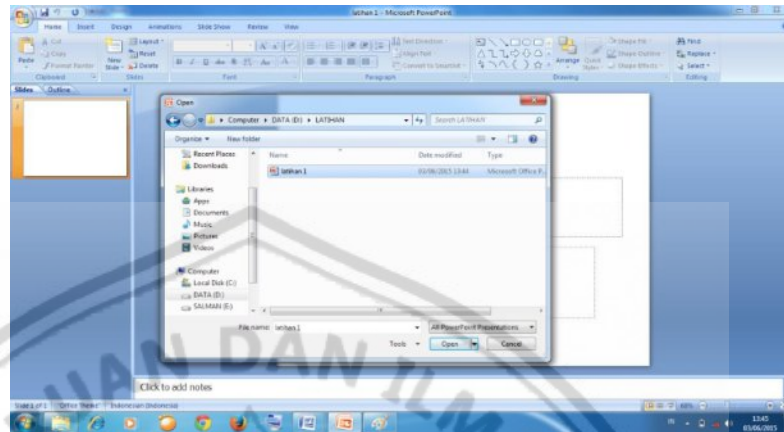 latihan 1 - Microsoft PowerPoint
Home Insert Design Animations Slide Show Review View
Cut
Copy
Format Painter
Paste
Clipboard
New Slide
Layout
Reset
Delete
Slides
Font
Text Direction
Align Text
Convert to SmartArt
Paragraph
Arrange
Quick Styles
Shape Fill
Shape Outline
Shape Effects
Drawing
Find
Replace
Select
Editing
Slides Outline
Open
Computer DATA (D:) LATIHAN
Search LATIHAN
Organize New folder
Recent Places
Downloads
Libraries
Apps
Documents
Music
Pictures
Videos
Computer
Local Disk (C:)
DATA (D:)
SALMAN (E:)
Name Date modified Type
latihan 1 03/06/2015 13:44 Microsoft Office P
File name: latihan 1 All PowerPoint Presentations
Tools Open Cancel
Click to add notes
Slide 1 of 1 Office Theme Indonesian (Indonesia)
68%
IN
13:45
03/06/2015
UAN DAN ILM